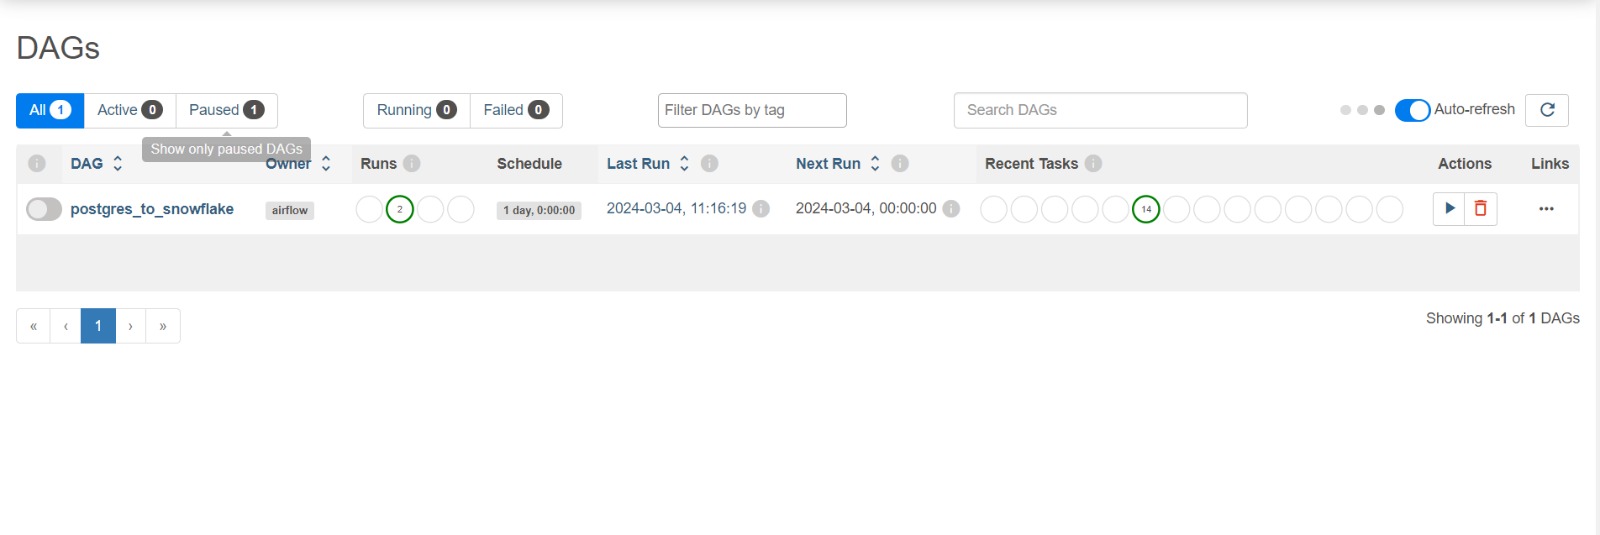 DAGs
All 1 Active 0 Paused 1 Running 0 Failed 0 Filter DAGs by tag Search DAGs Auto-refresh
Show only paused DAGs
i DAG Owner Runs i Schedule Last Run i Next Run i Recent Tasks i Actions Links
postgres_to_snowflake airflow 2 1 day, 0:00:00 2024-03-04, 11:16:19 i 2024-03-04, 00:00:00 i 14 ...
« ‹ 1 › » Showing 1-1 of 1 DAGs